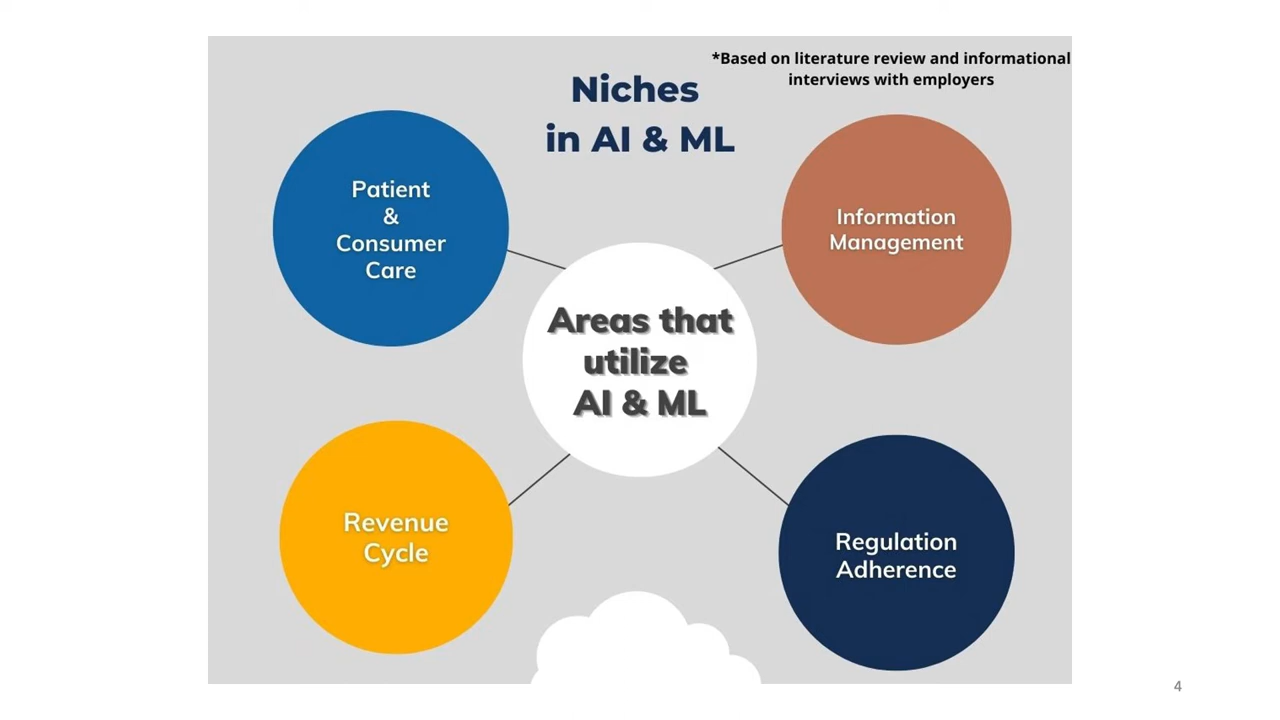 *Based on literature review and informational
interviews with employers
Niches
in AI & ML
Patient
&
Consumer
Care
Information
Management
Areas that
utilize
AI & ML
Revenue
Cycle
Regulation
Adherence
4